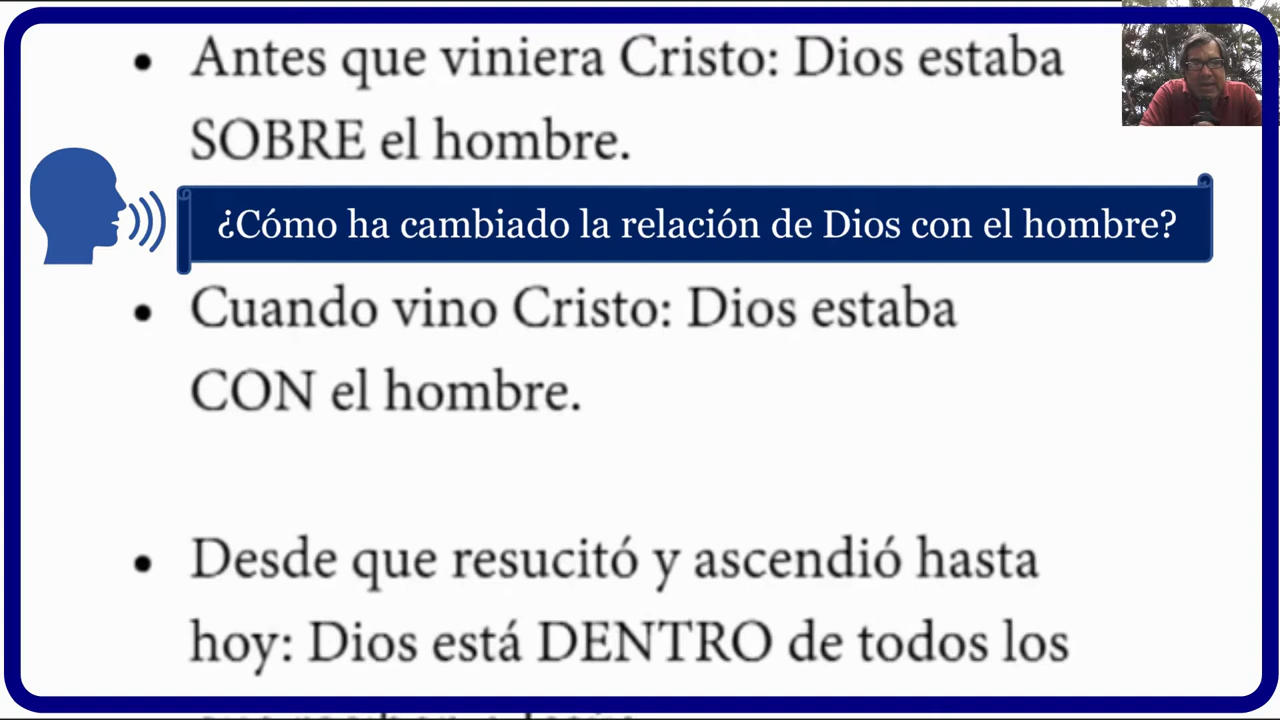 Antes que viniera Cristo: Dios estaba
SOBRE el hombre.
¿Cómo ha cambiado la relación de Dios con el hombre?
Cuando vino Cristo: Dios estaba
CON el hombre.
Desde que resucitó y ascendió hasta
hoy: Dios está DENTRO de todos los